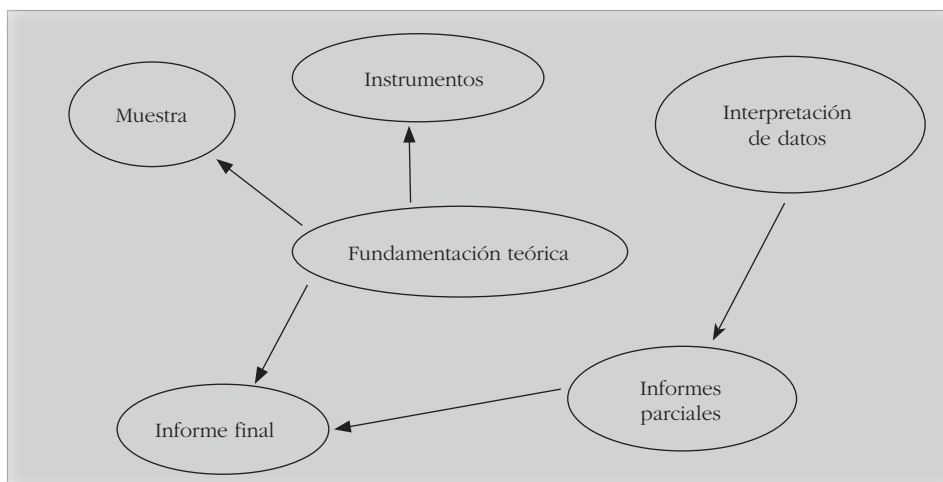 Instrumentos
Muestra
Interpretación
de datos
Fundamentación teórica
Informes
parciales
Informe final